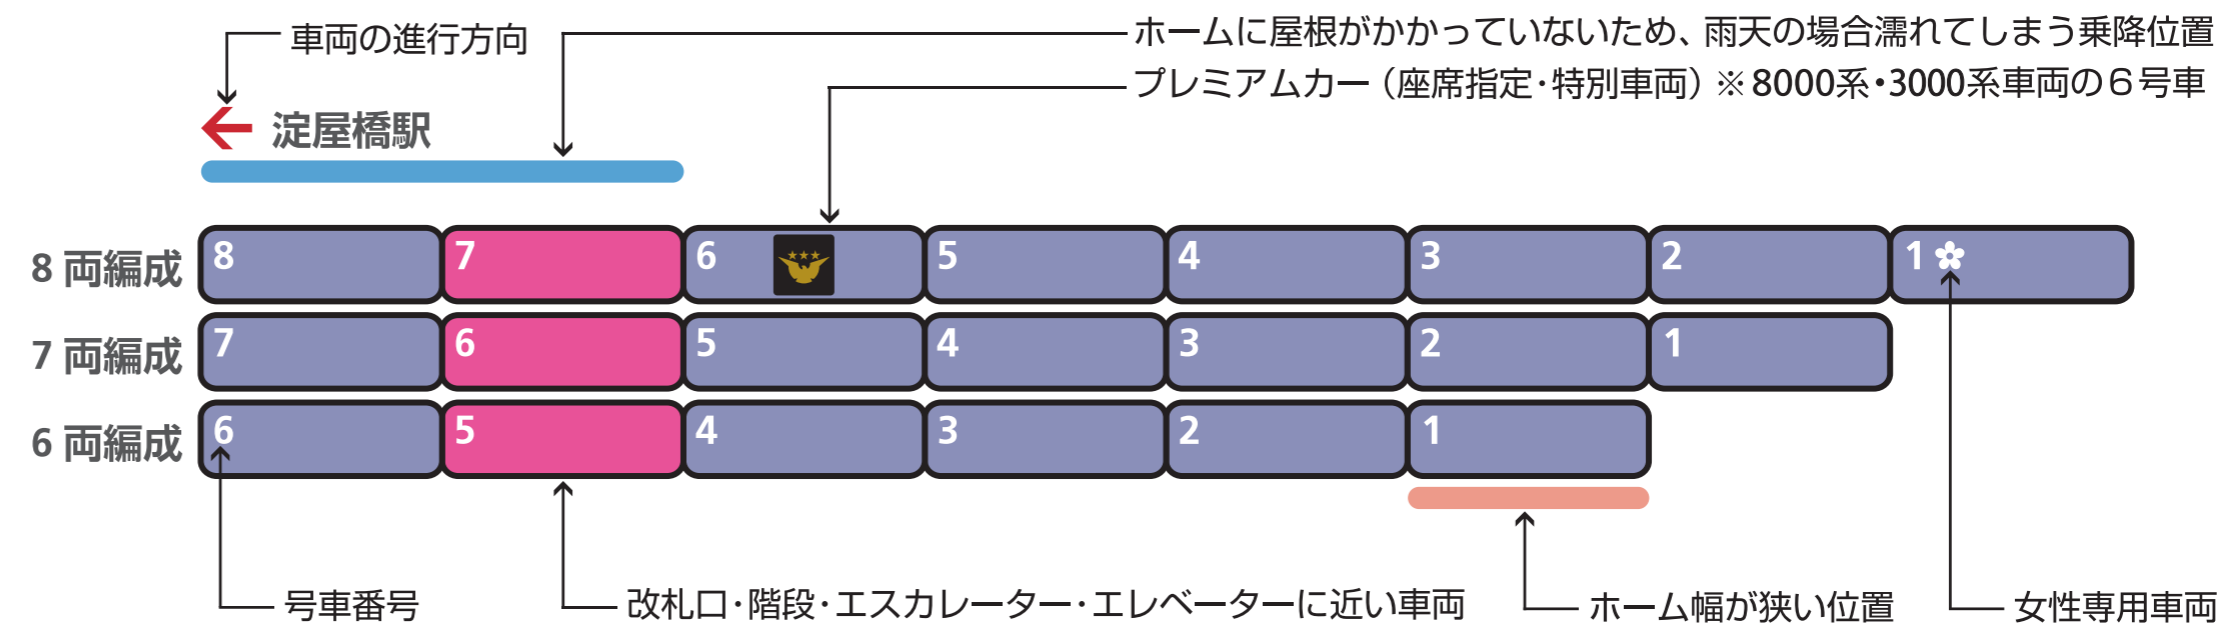 車両の進行方向
ホームに屋根がかかっていないため、雨天の場合濡れてしまう乗降位置
プレミアムカー（座席指定・特別車両）※8000系・3000系車両の６号車
淀屋橋駅
8 両編成 8 7 6 5 4 3 2 1
7 両編成 7 6 5 4 3 2 1
6 両編成 6 5 4 3 2 1
号車番号
改札口・階段・エスカレーター・エレベーターに近い車両
ホーム幅が狭い位置
女性専用車両